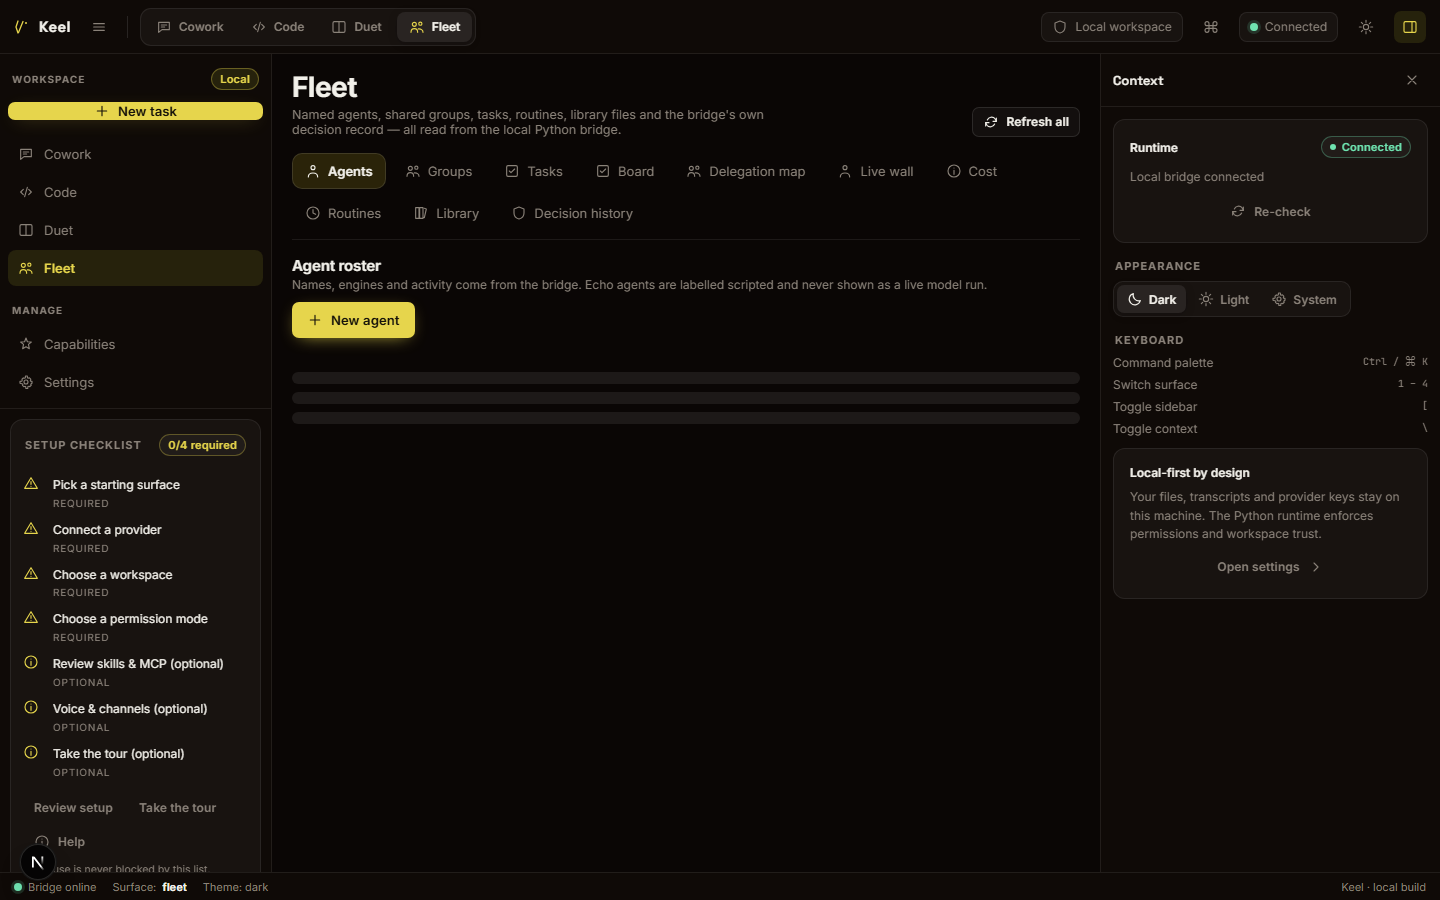 Keel
Cowork
Code
Duet
Fleet
Local workspace
Connected
WORKSPACE
Local
New task
Cowork
Code
Duet
Fleet
MANAGE
Capabilities
Settings
SETUP CHECKLIST
0/4 required
Pick a starting surface
REQUIRED
Connect a provider
REQUIRED
Choose a workspace
REQUIRED
Choose a permission mode
REQUIRED
Review skills & MCP (optional)
OPTIONAL
Voice & channels (optional)
OPTIONAL
Take the tour (optional)
OPTIONAL
Review setup
Take the tour
Help
use is never blocked by this list.
N
Fleet
Named agents, shared groups, tasks, routines, library files and the bridge's own
decision record — all read from the local Python bridge.
Refresh all
Agents
Groups
Tasks
Board
Delegation map
Live wall
Cost
Routines
Library
Decision history
Agent roster
Names, engines and activity come from the bridge. Echo agents are labelled scripted and never shown as a live model run.
New agent
Context
Runtime
Connected
Local bridge connected
Re-check
APPEARANCE
Dark
Light
System
KEYBOARD
Command palette
Ctrl / ⌘ K
Switch surface
1 – 4
Toggle sidebar
[
Toggle context
\
Local-first by design
Your files, transcripts and provider keys stay on
this machine. The Python runtime enforces
permissions and workspace trust.
Open settings
Bridge online
Surface: fleet
Theme: dark
Keel · local build